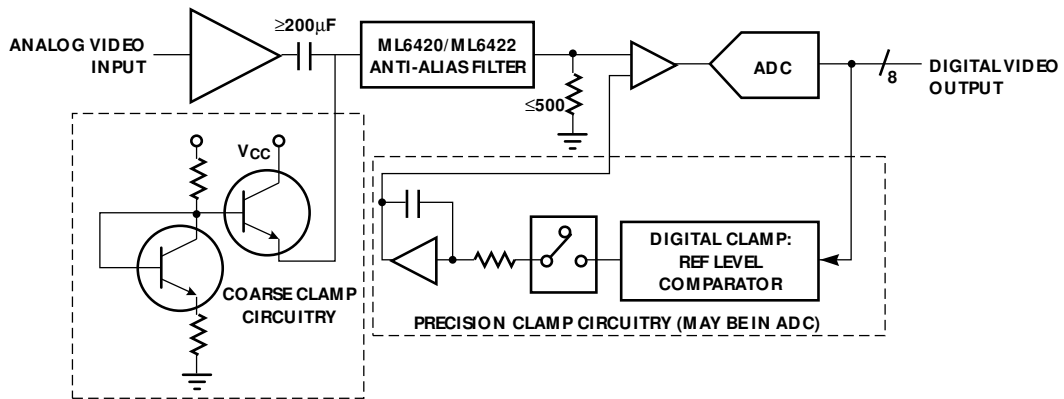 ≥200µF
ANALOG VIDEO
INPUT
ML6420/ML6422
ANTI-ALIAS FILTER
≤500
ADC
8
DIGITAL VIDEO
OUTPUT
VCC
COARSE CLAMP
CIRCUITRY
DIGITAL CLAMP:
REF LEVEL
COMPARATOR
PRECISION CLAMP CIRCUITRY (MAY BE IN ADC)